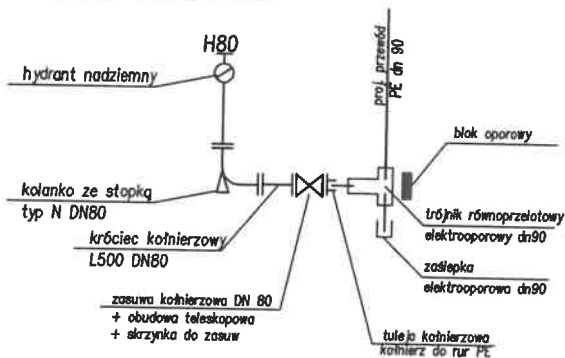 H80
hydrant nadziemny
proj. przewód
PE dn 90
blok oporowy
kolanko ze stopką
typ N DN80
trójnik równoprzelotowy
elektrooporowy dn90
króciec kołnierzowy
L500 DN80
zaślepka
elektrooporowa dn90
zasuwa kołnierzowa DN 80
+ obudowa teleskopowa
+ skrzynka do zasuw
tuleja kołnierzowa
kołnierz do rur PE